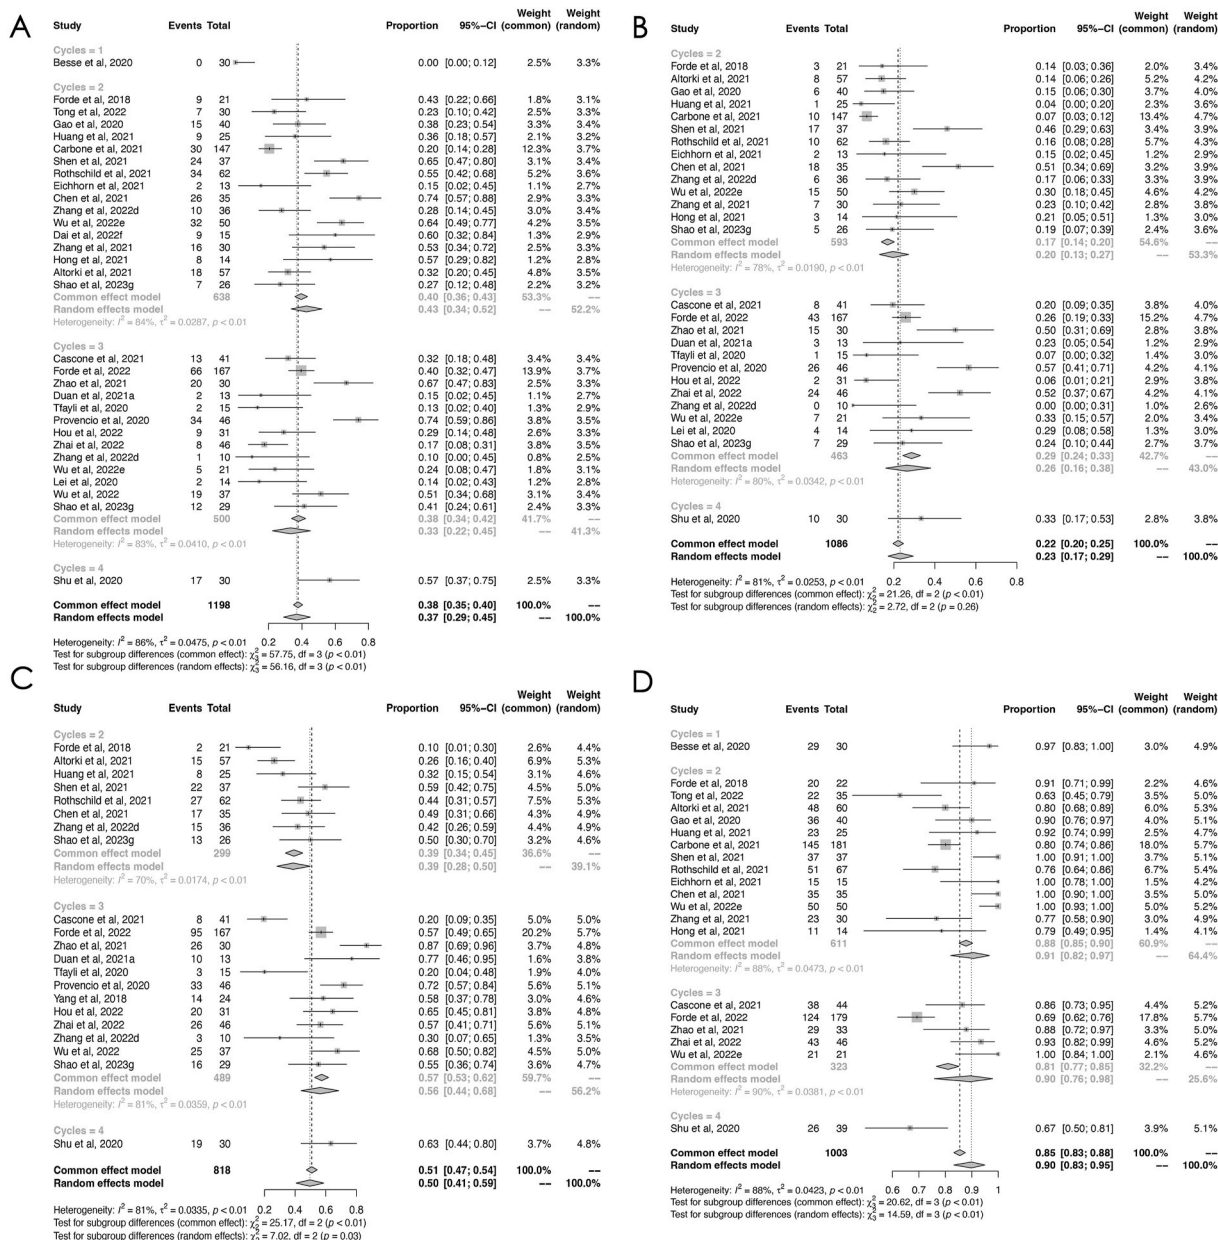 A
Weight Weight
Study Events Total Proportion 95%−CI (common) (random)
Cycles = 1
Besse et al, 2020 0 30 0.00 [0.00; 0.12] 2.5% 3.3%
Cycles = 2
Forde et al, 2018 9 21 0.43 [0.22; 0.66] 1.8% 3.1%
Tong et al, 2022 7 30 0.23 [0.10; 0.42] 2.5% 3.3%
Gao et al, 2020 15 40 0.38 [0.23; 0.54] 3.3% 3.4%
Huang et al, 2021 9 25 0.36 [0.18; 0.57] 2.1% 3.2%
Carbone et al, 2021 30 147 0.20 [0.14; 0.28] 12.3% 3.7%
Shen et al, 2021 24 37 0.65 [0.47; 0.80] 3.1% 3.4%
Rothschild et al, 2021 34 62 0.55 [0.42; 0.68] 5.2% 3.6%
Eichhorn et al, 2021 2 13 0.15 [0.02; 0.45] 1.1% 2.7%
Chen et al, 2021 26 35 0.74 [0.57; 0.88] 2.9% 3.3%
Zhang et al, 2022d 10 36 0.28 [0.14; 0.45] 3.0% 3.4%
Wu et al, 2022e 32 50 0.64 [0.49; 0.77] 4.2% 3.5%
Dai et al, 2022f 9 15 0.60 [0.32; 0.84] 1.3% 2.9%
Zhang et al, 2021 16 30 0.53 [0.34; 0.72] 2.5% 3.3%
Hong et al, 2021 8 14 0.57 [0.29; 0.82] 1.2% 2.8%
Altorki et al, 2021 18 57 0.32 [0.20; 0.45] 4.8% 3.5%
Shao et al, 2023g 7 26 0.27 [0.12; 0.48] 2.2% 3.2%
Common effect model 638 0.40 [0.36; 0.43] 53.3% −−
Random effects model 0.43 [0.34; 0.52] −− 52.2%
Heterogeneity: I² = 84%, τ² = 0.0287, p < 0.01
Cycles = 3
Cascone et al, 2021 13 41 0.32 [0.18; 0.48] 3.4% 3.4%
Forde et al, 2022 66 167 0.40 [0.32; 0.47] 13.9% 3.7%
Zhao et al, 2021 20 30 0.67 [0.47; 0.83] 2.5% 3.3%
Duan et al, 2021a 2 13 0.15 [0.02; 0.45] 1.1% 2.7%
Tfayli et al, 2020 2 15 0.13 [0.02; 0.40] 1.3% 2.9%
Provencio et al, 2020 34 46 0.74 [0.59; 0.86] 3.8% 3.5%
Hou et al, 2022 9 31 0.29 [0.14; 0.48] 2.6% 3.3%
Zhai et al, 2022 8 46 0.17 [0.08; 0.31] 3.8% 3.5%
Zhang et al, 2022d 1 10 0.10 [0.00; 0.45] 0.8% 2.5%
Wu et al, 2022e 5 21 0.24 [0.08; 0.47] 1.8% 3.1%
Lei et al, 2020 2 14 0.14 [0.02; 0.43] 1.2% 2.8%
Wu et al, 2022 19 37 0.51 [0.34; 0.68] 3.1% 3.4%
Shao et al, 2023g 12 29 0.41 [0.24; 0.61] 2.4% 3.3%
Common effect model 500 0.38 [0.34; 0.42] 41.7% −−
Random effects model 0.33 [0.22; 0.45] −− 41.3%
Heterogeneity: I² = 83%, τ² = 0.0410, p < 0.01
Cycles = 4
Shu et al, 2020 17 30 0.57 [0.37; 0.75] 2.5% 3.3%
Common effect model 1198 0.38 [0.35; 0.40] 100.0% −−
Random effects model 0.37 [0.29; 0.45] −− 100.0%
Heterogeneity: I² = 86%, τ² = 0.0475, p < 0.01 0 0.2 0.4 0.6 0.8
Test for subgroup differences (common effect): χ²₃ = 57.75, df = 3 (p < 0.01)
Test for subgroup differences (random effects): χ²₃ = 56.16, df = 3 (p < 0.01)
B
Weight Weight
Study Events Total Proportion 95%−CI (common) (random)
Cycles = 2
Forde et al, 2018 3 21 0.14 [0.03; 0.36] 2.0% 3.4%
Altorki et al, 2021 8 57 0.14 [0.06; 0.26] 5.2% 4.2%
Gao et al, 2020 6 40 0.15 [0.06; 0.30] 3.7% 4.0%
Huang et al, 2021 1 25 0.04 [0.00; 0.20] 2.3% 3.6%
Carbone et al, 2021 10 147 0.07 [0.03; 0.12] 13.4% 4.7%
Shen et al, 2021 17 37 0.46 [0.29; 0.63] 3.4% 3.9%
Rothschild et al, 2021 10 62 0.16 [0.08; 0.28] 5.7% 4.3%
Eichhorn et al, 2021 2 13 0.15 [0.02; 0.45] 1.2% 2.9%
Chen et al, 2021 18 35 0.51 [0.34; 0.69] 3.2% 3.9%
Zhang et al, 2022d 6 36 0.17 [0.06; 0.33] 3.3% 3.9%
Wu et al, 2022e 15 50 0.30 [0.18; 0.45] 4.6% 4.2%
Zhang et al, 2021 7 30 0.23 [0.10; 0.42] 2.8% 3.8%
Hong et al, 2021 3 14 0.21 [0.05; 0.51] 1.3% 3.0%
Shao et al, 2023g 5 26 0.19 [0.07; 0.39] 2.4% 3.6%
Common effect model 593 0.17 [0.14; 0.20] 54.6% −−
Random effects model 0.20 [0.13; 0.27] −− 53.3%
Heterogeneity: I² = 78%, τ² = 0.0190, p < 0.01
Cycles = 3
Cascone et al, 2021 8 41 0.20 [0.09; 0.35] 3.8% 4.0%
Forde et al, 2022 43 167 0.26 [0.19; 0.33] 15.2% 4.7%
Zhao et al, 2021 15 30 0.50 [0.31; 0.69] 2.8% 3.8%
Duan et al, 2021a 3 13 0.23 [0.05; 0.54] 1.2% 2.9%
Tfayli et al, 2020 1 15 0.07 [0.00; 0.32] 1.4% 3.0%
Provencio et al, 2020 26 46 0.57 [0.41; 0.71] 4.2% 4.1%
Hou et al, 2022 2 31 0.06 [0.01; 0.21] 2.9% 3.8%
Zhai et al, 2022 24 46 0.52 [0.37; 0.67] 4.2% 4.1%
Zhang et al, 2022d 0 10 0.00 [0.00; 0.31] 1.0% 2.6%
Wu et al, 2022e 7 21 0.33 [0.15; 0.57] 2.0% 3.4%
Lei et al, 2020 4 14 0.29 [0.08; 0.58] 1.3% 3.0%
Shao et al, 2023g 7 29 0.24 [0.10; 0.44] 2.7% 3.7%
Common effect model 463 0.29 [0.24; 0.33] 42.7% −−
Random effects model 0.26 [0.16; 0.38] −− 43.0%
Heterogeneity: I² = 80%, τ² = 0.0342, p < 0.01
Cycles = 4
Shu et al, 2020 10 30 0.33 [0.17; 0.53] 2.8% 3.8%
Common effect model 1086 0.22 [0.20; 0.25] 100.0% −−
Random effects model 0.23 [0.17; 0.29] −− 100.0%
0.2 0.4 0.6 0.8
Heterogeneity: I² = 81%, τ² = 0.0253, p < 0.01
Test for subgroup differences (common effect): χ²₂ = 21.26, df = 2 (p < 0.01)
Test for subgroup differences (random effects): χ²₂ = 2.72, df = 2 (p = 0.26)
C
Weight Weight
Study Events Total Proportion 95%−CI (common) (random)
Cycles = 2
Forde et al, 2018 2 21 0.10 [0.01; 0.30] 2.6% 4.4%
Altorki et al, 2021 15 57 0.26 [0.16; 0.40] 6.9% 5.3%
Huang et al, 2021 8 25 0.32 [0.15; 0.54] 3.1% 4.6%
Shen et al, 2021 22 37 0.59 [0.42; 0.75] 4.5% 5.0%
Rothschild et al, 2021 27 62 0.44 [0.31; 0.57] 7.5% 5.3%
Chen et al, 2021 17 35 0.49 [0.31; 0.66] 4.3% 4.9%
Zhang et al, 2022d 15 36 0.42 [0.26; 0.59] 4.4% 4.9%
Shao et al, 2023g 13 26 0.50 [0.30; 0.70] 3.2% 4.6%
Common effect model 299 0.39 [0.34; 0.45] 36.6% −−
Random effects model 0.39 [0.28; 0.50] −− 39.1%
Heterogeneity: I² = 70%, τ² = 0.0174, p < 0.01
Cycles = 3
Cascone et al, 2021 8 41 0.20 [0.09; 0.35] 5.0% 5.0%
Forde et al, 2022 95 167 0.57 [0.49; 0.65] 20.2% 5.7%
Zhao et al, 2021 26 30 0.87 [0.69; 0.96] 3.7% 4.8%
Duan et al, 2021a 10 13 0.77 [0.46; 0.95] 1.6% 3.8%
Tfayli et al, 2020 3 15 0.20 [0.04; 0.48] 1.9% 4.0%
Provencio et al, 2020 33 46 0.72 [0.57; 0.84] 5.6% 5.1%
Yang et al, 2018 14 24 0.58 [0.37; 0.78] 3.0% 4.6%
Hou et al, 2022 20 31 0.65 [0.45; 0.81] 3.8% 4.8%
Zhai et al, 2022 26 46 0.57 [0.41; 0.71] 5.6% 5.1%
Zhang et al, 2022d 3 10 0.30 [0.07; 0.65] 1.3% 3.5%
Wu et al, 2022 25 37 0.68 [0.50; 0.82] 4.5% 5.0%
Shao et al, 2023g 16 29 0.55 [0.36; 0.74] 3.6% 4.7%
Common effect model 489 0.57 [0.53; 0.62] 59.7% −−
Random effects model 0.56 [0.44; 0.68] −− 56.2%
Heterogeneity: I² = 81%, τ² = 0.0359, p < 0.01
Cycles = 4
Shu et al, 2020 19 30 0.63 [0.44; 0.80] 3.7% 4.8%
Common effect model 818 0.51 [0.47; 0.54] 100.0% −−
Random effects model 0.50 [0.41; 0.59] −− 100.0%
0.2 0.4 0.6 0.8
Heterogeneity: I² = 81%, τ² = 0.0335, p < 0.01
Test for subgroup differences (common effect): χ²₂ = 25.17, df = 2 (p < 0.01)
Test for subgroup differences (random effects): χ²₂ = 7.02, df = 2 (p = 0.03)
D
Weight Weight
Study Events Total Proportion 95%−CI (common) (random)
Cycles = 1
Besse et al, 2020 29 30 0.97 [0.83; 1.00] 3.0% 4.9%
Cycles = 2
Forde et al, 2018 20 22 0.91 [0.71; 0.99] 2.2% 4.6%
Tong et al, 2022 22 35 0.63 [0.45; 0.79] 3.5% 5.0%
Altorki et al, 2021 48 60 0.80 [0.68; 0.89] 6.0% 5.3%
Gao et al, 2020 36 40 0.90 [0.76; 0.97] 4.0% 5.1%
Huang et al, 2021 23 25 0.92 [0.74; 0.99] 2.5% 4.7%
Carbone et al, 2021 145 181 0.80 [0.74; 0.86] 18.0% 5.7%
Shen et al, 2021 37 37 1.00 [0.91; 1.00] 3.7% 5.1%
Rothschild et al, 2021 51 67 0.76 [0.64; 0.86] 6.7% 5.4%
Eichhorn et al, 2021 15 15 1.00 [0.78; 1.00] 1.5% 4.2%
Chen et al, 2021 35 35 1.00 [0.90; 1.00] 3.5% 5.0%
Wu et al, 2022e 50 50 1.00 [0.93; 1.00] 5.0% 5.2%
Zhang et al, 2021 23 30 0.77 [0.58; 0.90] 3.0% 4.9%
Hong et al, 2021 11 14 0.79 [0.49; 0.95] 1.4% 4.1%
Common effect model 611 0.88 [0.85; 0.90] 60.9% −−
Random effects model 0.91 [0.82; 0.97] −− 64.4%
Heterogeneity: I² = 88%, τ² = 0.0473, p < 0.01
Cycles = 3
Cascone et al, 2021 38 44 0.86 [0.73; 0.95] 4.4% 5.2%
Forde et al, 2022 124 179 0.69 [0.62; 0.76] 17.8% 5.7%
Zhao et al, 2021 29 33 0.88 [0.72; 0.97] 3.3% 5.0%
Zhai et al, 2022 43 46 0.93 [0.82; 0.99] 4.6% 5.2%
Wu et al, 2022e 21 21 1.00 [0.84; 1.00] 2.1% 4.6%
Common effect model 323 0.81 [0.77; 0.85] 32.2% −−
Random effects model 0.90 [0.76; 0.98] −− 25.6%
Heterogeneity: I² = 90%, τ² = 0.0381, p < 0.01
Cycles = 4
Shu et al, 2020 26 39 0.67 [0.50; 0.81] 3.9% 5.1%
Common effect model 1003 0.85 [0.83; 0.88] 100.0% −−
Random effects model 0.90 [0.83; 0.95] −− 100.0%
0.6 0.7 0.8 0.9 1
Heterogeneity: I² = 88%, τ² = 0.0423, p < 0.01
Test for subgroup differences (common effect): χ²₃ = 20.62, df = 3 (p < 0.01)
Test for subgroup differences (random effects): χ²₃ = 14.59, df = 3 (p < 0.01)